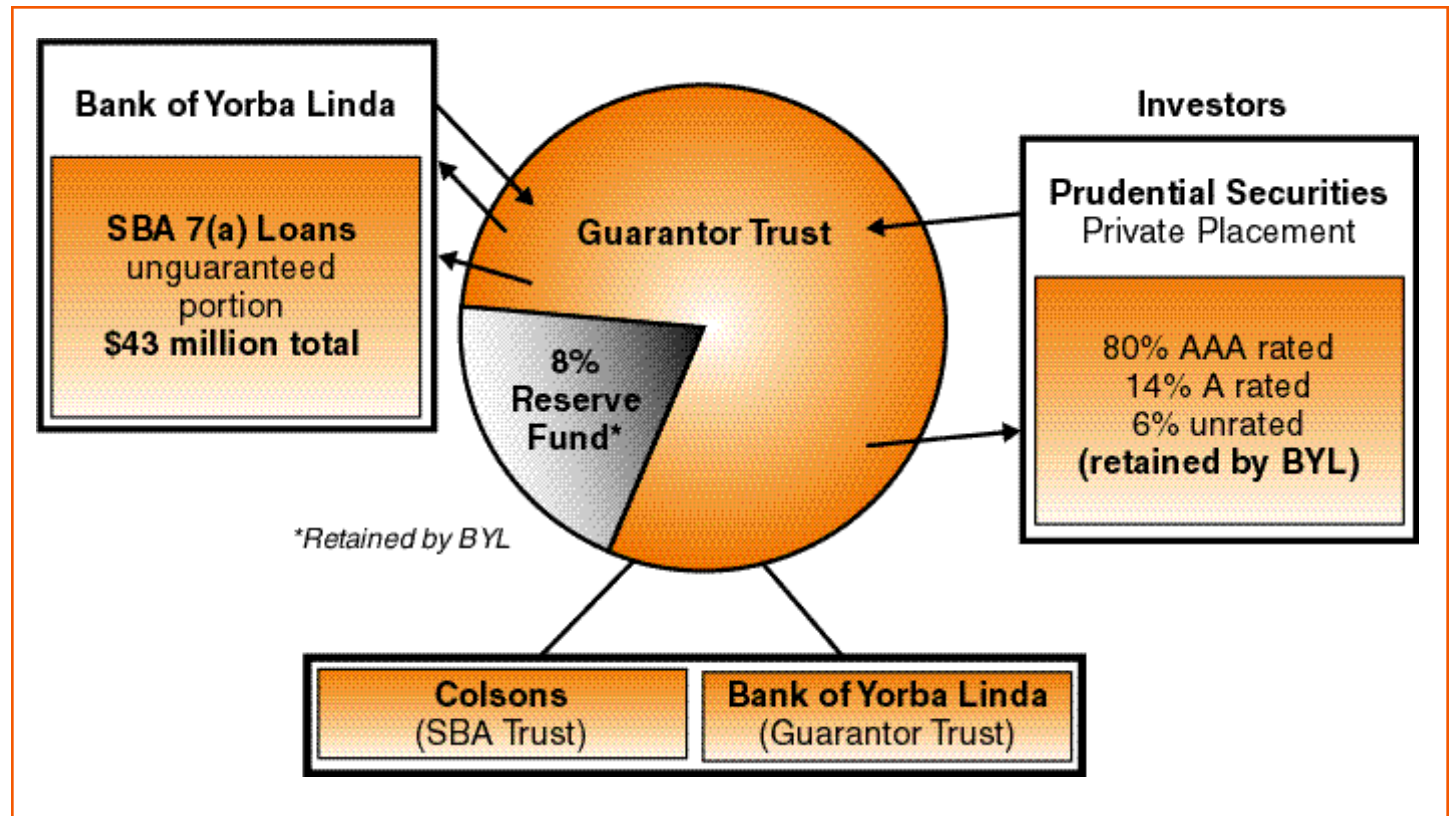 Bank of Yorba Linda
SBA 7(a) Loans
unguaranteed
portion
$43 million total
Guarantor Trust
8%
Reserve
Fund*
*Retained by BYL
Investors
Prudential Securities
Private Placement
80% AAA rated
14% A rated
6% unrated
(retained by BYL)
Colsons
(SBA Trust)
Bank of Yorba Linda
(Guarantor Trust)